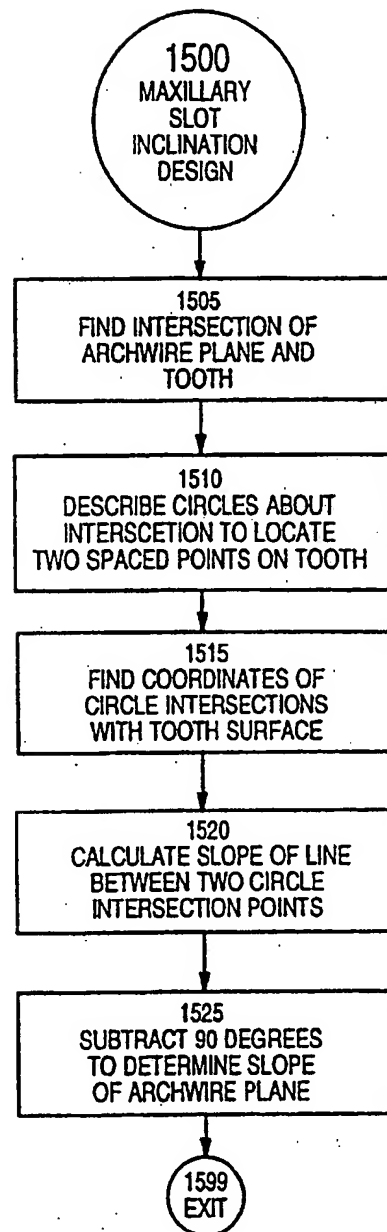 1500
MAXILLARY
SLOT
INCLINATION
DESIGN
1505
FIND INTERSECTION OF
ARCHWIRE PLANE AND
TOOTH
1510
DESCRIBE CIRCLES ABOUT
INTERSCETION TO LOCATE
TWO SPACED POINTS ON TOOTH
1515
FIND COORDINATES OF
CIRCLE INTERSECTIONS
WITH TOOTH SURFACE
1520
CALCULATE SLOPE OF LINE
BETWEEN TWO CIRCLE
INTERSECTION POINTS
1525
SUBTRACT 90 DEGREES
TO DETERMINE SLOPE
OF ARCHWIRE PLANE
1599
EXIT